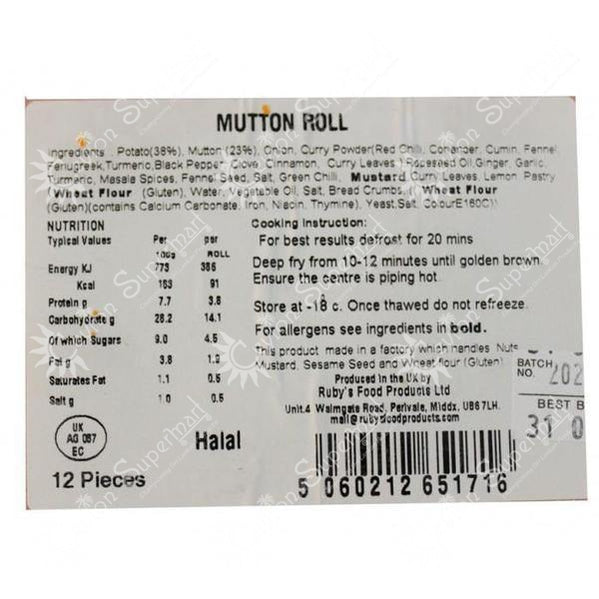 MUTTON ROLL
Ingredients Potato(38%), Mutton (23%), Onion, Curry Powder(Red Chilli, Coriander, Cumin, Fennel
Fenugreek,Turmeric,Black Pepper, Clove, Cinnamon, Curry Leaves) Rapeseed Oil,Ginger, Garlic,
Turmeric, Masala Spices, Fennel Seed, Salt, Green Chilli, Mustard Curry Leaves, Lemon Pastry
(Wheat Flour (Gluten), Water, Vegetable Oil, Salt, Bread Crumbs, ((Wheat Flour
(Gluten)(contains Calcium Carbonate, Iron, Niacin, Thymine), Yeast,Salt, ColourE160C))
NUTRITION
Typical Values Per per
100g ROLL
Energy KJ 773 386
Kcal 183 91
Protein g 7.7 3.8
Carbohydrate g 28.2 14.1
Of which Sugars 9.0 4.5
Fat g 3.8 1.9
Saturates Fat 1.1 0.5
Salt g 1.0 0.5
Cooking Instruction:
For best results defrost for 20 mins
Deep fry from 10-12 minutes until golden brown.
Ensure the centre is piping hot.
Store at -18 c. Once thawed do not refreeze.
For allergens see ingredients in bold.
This product made in a factory which handles Nuts
Mustard, Sesame Seed and Wheat flour (Gluten)
Produced in the UK by
Ruby's Food Products Ltd
Unit.4 Walmgate Road, Perivale, Middx, UB6 7LH.
mail@rubysfoodproducts.com
BATCH
NO. 202
BEST B
31 0
UK
AG 087
EC
Halal
12 Pieces
5 060212 651716